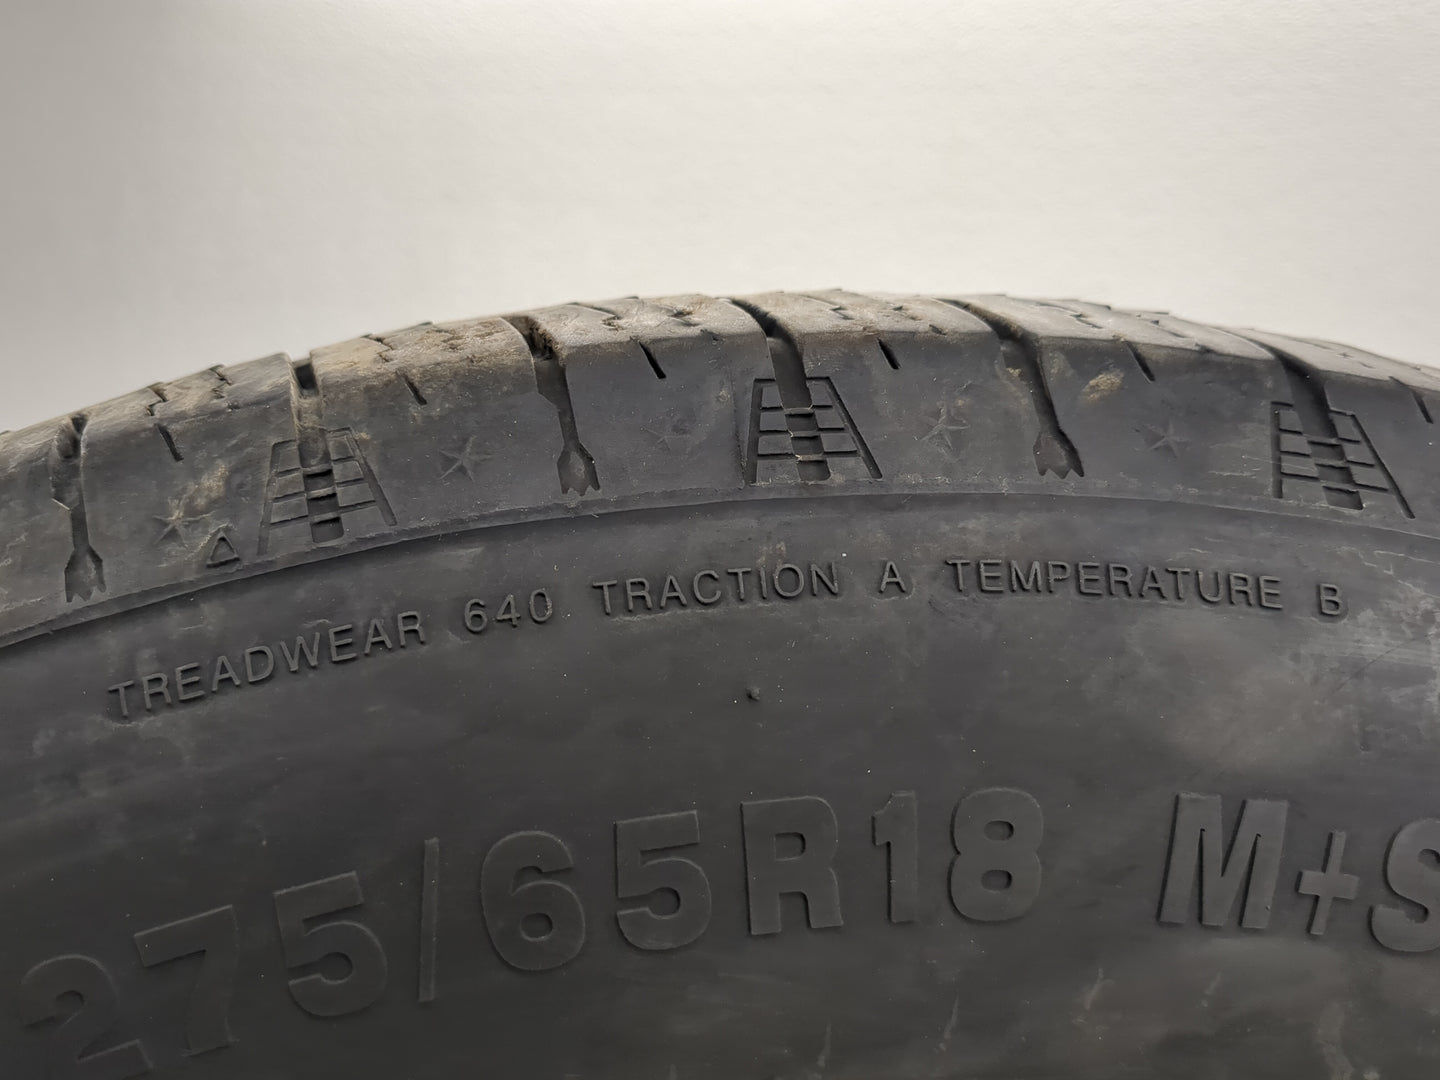 TREADWEAR 640 TRACTION A TEMPERATURE B
275/65R18 M+S